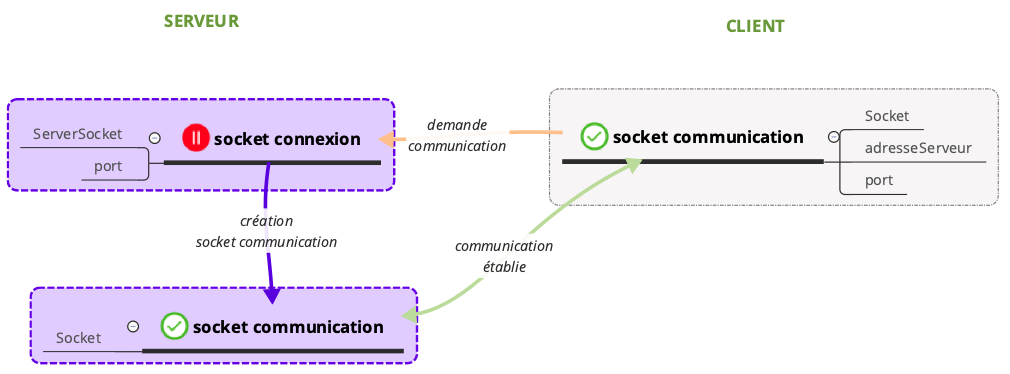 SERVEUR
CLIENT
ServerSocket
port
socket connexion
demande
communication
socket communication
Socket
adresseServeur
port
création
socket communication
communication
établie
Socket
socket communication